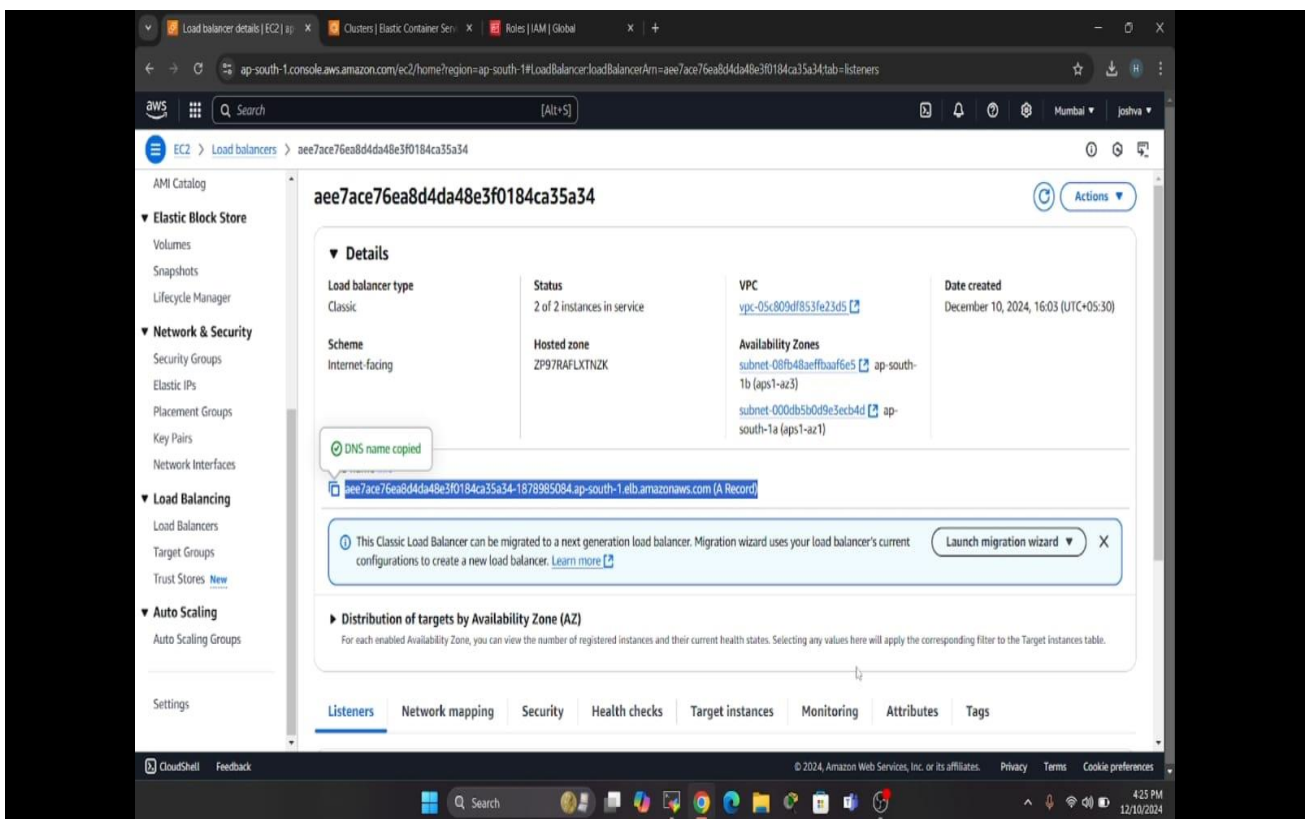 Load balancer details | EC2 | ap
Clusters | Elastic Container Serv
Roles | IAM | Global
ap-south-1.console.aws.amazon.com/ec2/home?region=ap-south-1#LoadBalancer:loadBalancerArn=aee7ace76ea8d4da48e3f0184ca35a34;tab=listeners
H
aws
Search
[Alt+S]
Mumbai
joshva
EC2 > Load balancers > aee7ace76ea8d4da48e3f0184ca35a34
AMI Catalog
Elastic Block Store
Volumes
Snapshots
Lifecycle Manager
Network & Security
Security Groups
Elastic IPs
Placement Groups
Key Pairs
Network Interfaces
Load Balancing
Load Balancers
Target Groups
Trust Stores New
Auto Scaling
Auto Scaling Groups
Settings
aee7ace76ea8d4da48e3f0184ca35a34
Actions
Details
Load balancer type
Classic
Status
2 of 2 instances in service
VPC
vpc-05c809df853fe23d5
Date created
December 10, 2024, 16:03 (UTC+05:30)
Scheme
Internet-facing
Hosted zone
ZP97RAFLXTNZK
Availability Zones
subnet-08fb48aeffbaaf6e5 ap-south-
1b (aps1-az3)
subnet-000db5b0d9e3ecb4d ap-
south-1a (aps1-az1)
DNS name copied
aee7ace76ea8d4da48e3f0184ca35a34-1878985084.ap-south-1.elb.amazonaws.com (A Record)
This Classic Load Balancer can be migrated to a next generation load balancer. Migration wizard uses your load balancer's current
configurations to create a new load balancer. Learn more
Launch migration wizard
Distribution of targets by Availability Zone (AZ)
For each enabled Availability Zone, you can view the number of registered instances and their current health states. Selecting any values here will apply the corresponding filter to the Target instances table.
Listeners
Network mapping
Security
Health checks
Target instances
Monitoring
Attributes
Tags
CloudShell
Feedback
© 2024, Amazon Web Services, Inc. or its affiliates.
Privacy
Terms
Cookie preferences
Search
4:25 PM
12/10/2024